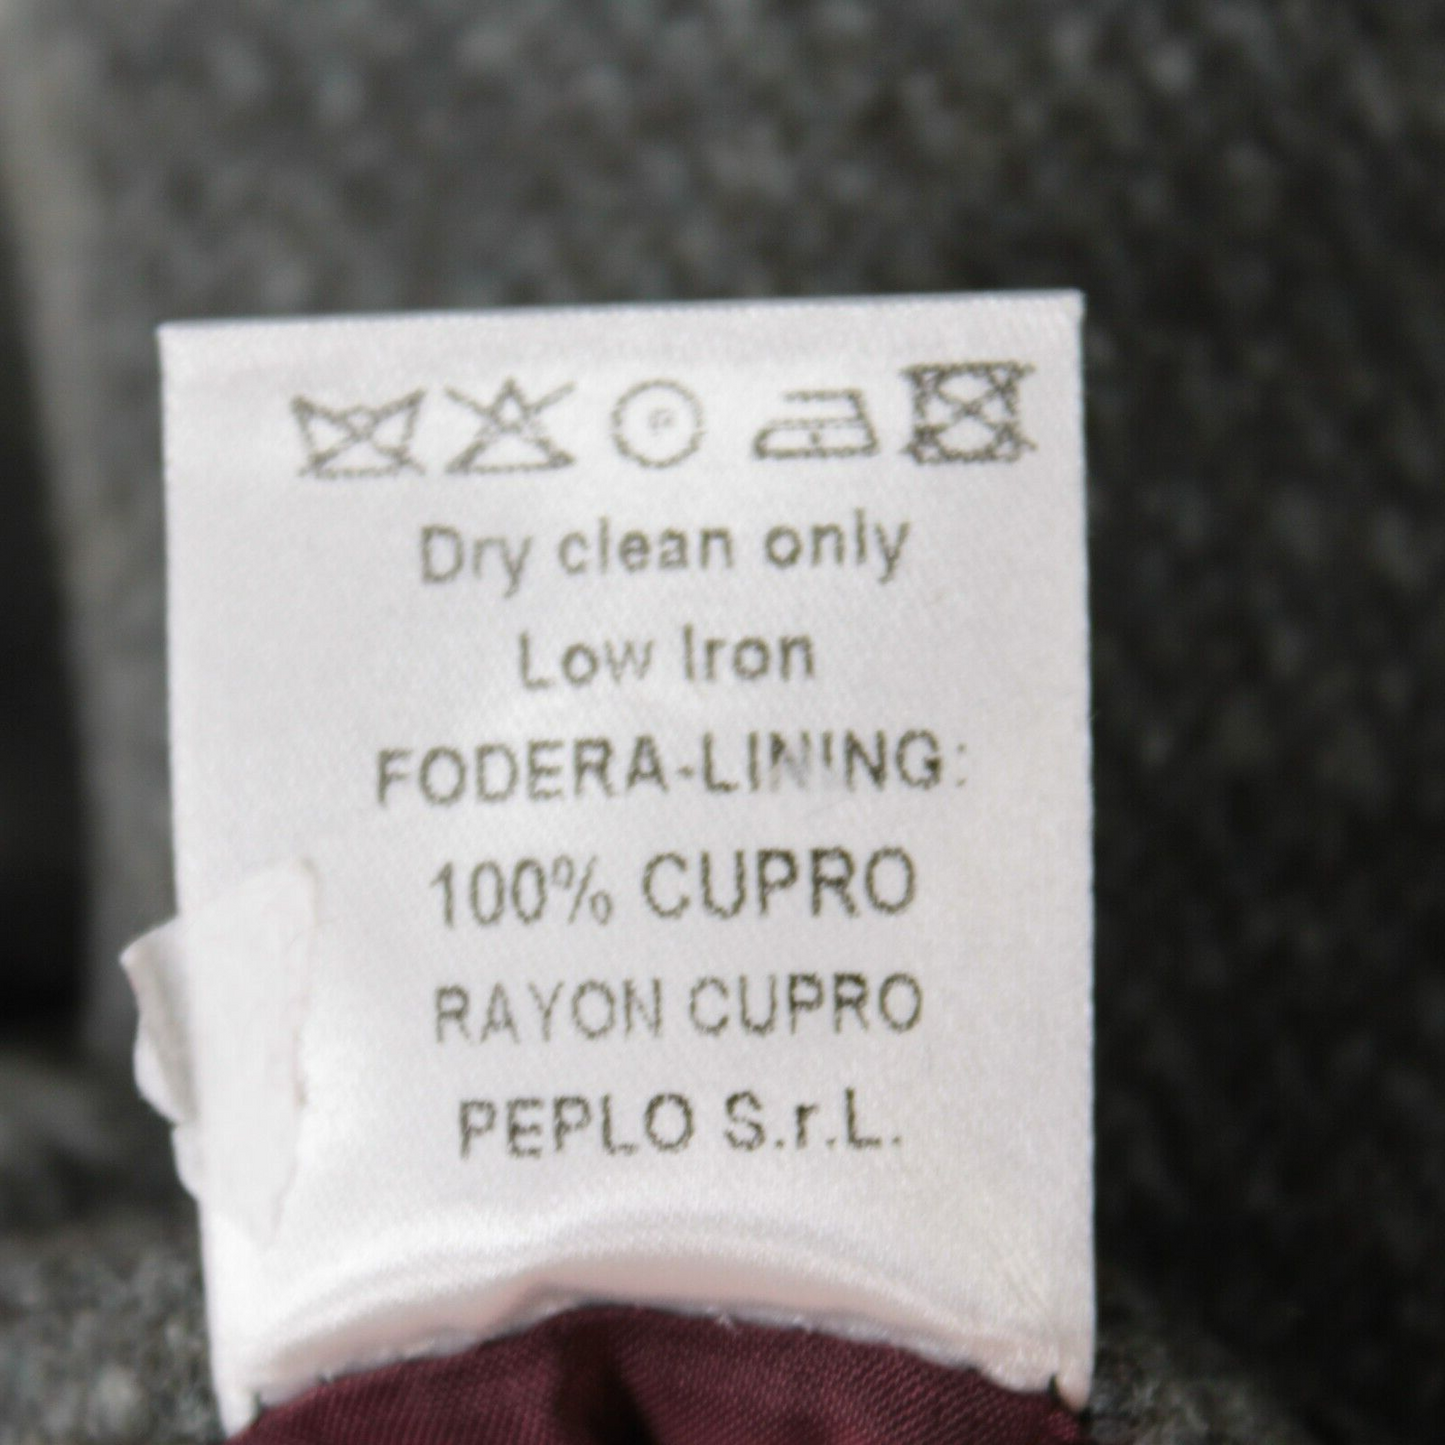 Dry clean only
Low Iron
FODERA-LINING:
100% CUPRO
RAYON CUPRO
PEPLO S.r.L.